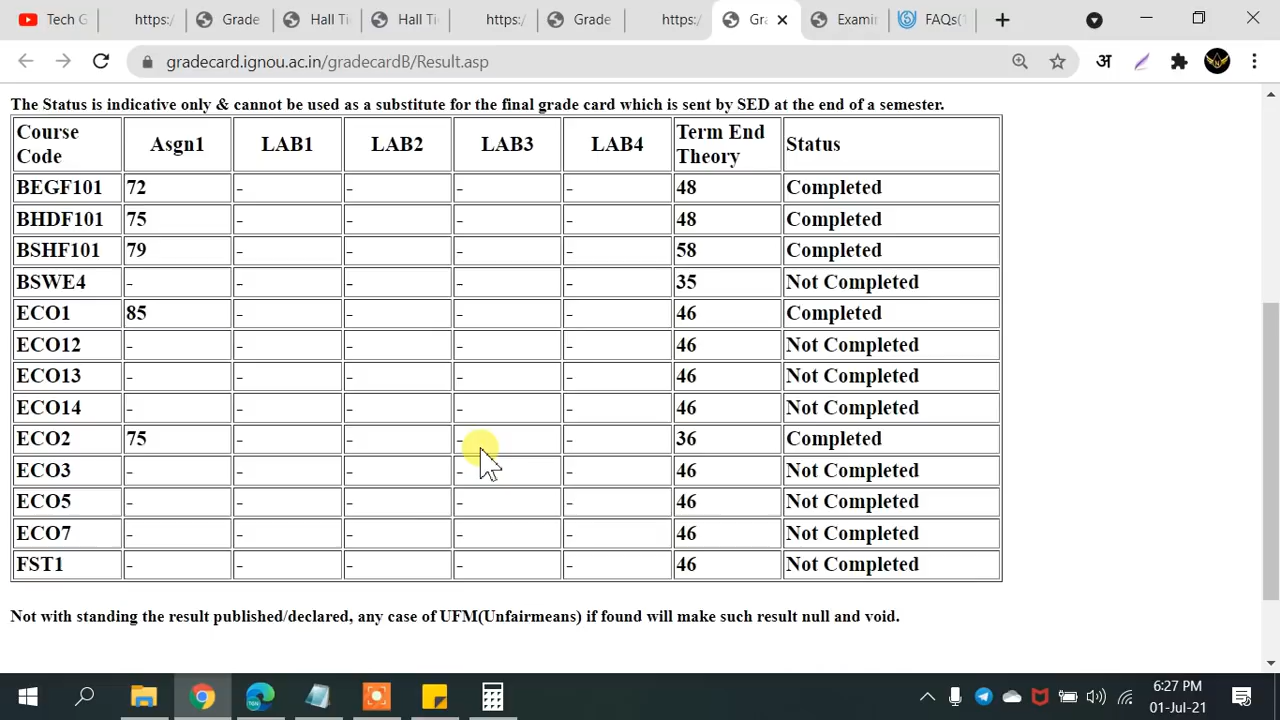 Tech G
https:/
Grade
Hall Ti
Hall Ti
https:/
Grade
https:/
Gra
Examin
FAQs(1
gradecard.ignou.ac.in/gradecardB/Result.asp
अ
The Status is indicative only & cannot be used as a substitute for the final grade card which is sent by SED at the end of a semester.
Course Code Asgn1 LAB1 LAB2 LAB3 LAB4 Term End Theory Status
BEGF101 72 - - - - 48 Completed
BHDF101 75 - - - - 48 Completed
BSHF101 79 - - - - 58 Completed
BSWE4 - - - - - 35 Not Completed
ECO1 85 - - - - 46 Completed
ECO12 - - - - - 46 Not Completed
ECO13 - - - - - 46 Not Completed
ECO14 - - - - - 46 Not Completed
ECO2 75 - - - - 36 Completed
ECO3 - - - - - 46 Not Completed
ECO5 - - - - - 46 Not Completed
ECO7 - - - - - 46 Not Completed
FST1 - - - - - 46 Not Completed
Not with standing the result published/declared, any case of UFM(Unfairmeans) if found will make such result null and void.
6:27 PM
01-Jul-21